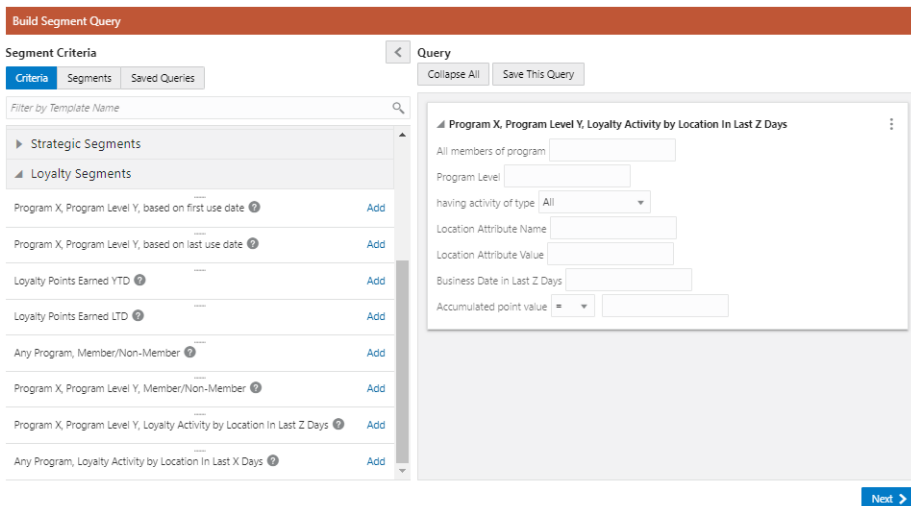 Build Segment Query
Segment Criteria
Criteria Segments Saved Queries
Filter by Template Name
Strategic Segments
Loyalty Segments
Program X, Program Level Y, based on first use date ? Add
Program X, Program Level Y, based on last use date ? Add
Loyalty Points Earned YTD ? Add
Loyalty Points Earned LTD ? Add
Any Program, Member/Non-Member ? Add
Program X, Program Level Y, Member/Non-Member ? Add
Program X, Program Level Y, Loyalty Activity by Location In Last Z Days ? Add
Any Program, Loyalty Activity by Location In Last X Days ? Add
Query
Collapse All Save This Query
Program X, Program Level Y, Loyalty Activity by Location In Last Z Days
All members of program
Program Level
having activity of type All
Location Attribute Name
Location Attribute Value
Business Date in Last Z Days
Accumulated point value =
Next